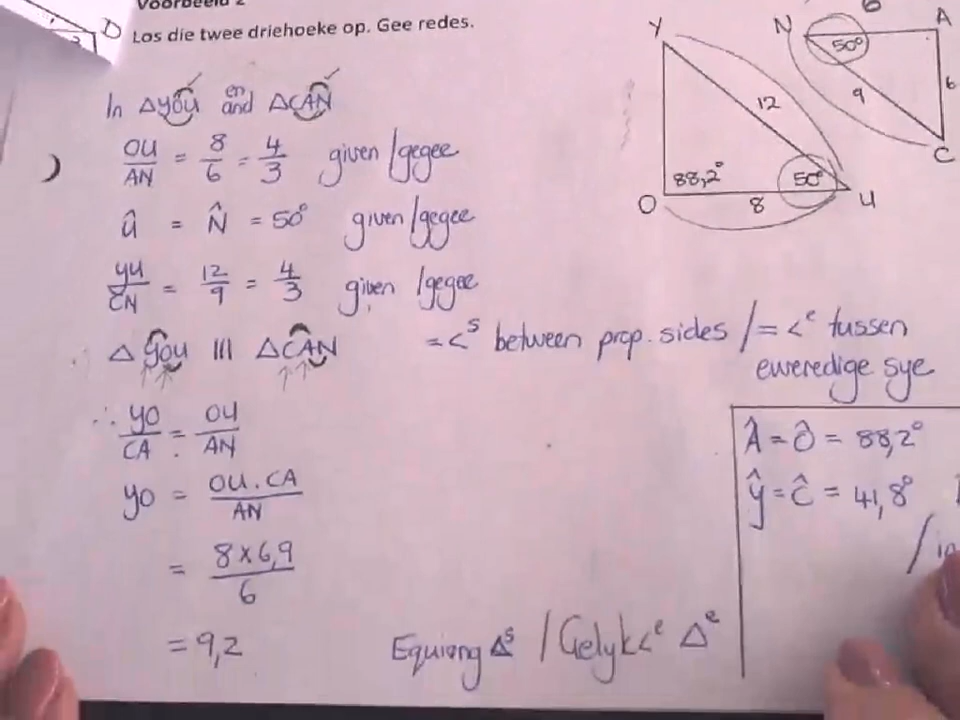 Voorbeeld 2
Los die twee driehoeke op. Gee redes.
In ΔYOU en and ΔCAN
OU/AN = 8/6 = 4/3 given /gegee
Û = N̂ = 50° given /gegee
YU/CN = 12/9 = 4/3 given /gegee
Δ YOU ||| ΔCAN = <ˢ between prop. sides / = <ᵉ tussen
eweredige sye
∴ YO/CA = OU/AN
YO = OU . CA/AN
= 8 × 6,9/6
= 9,2 Equiang Δˢ / Gelyk<ᵉ Δᵉ
Â = Ô = 88,2°
Ŷ = Ĉ = 41,8°
Y
12
88,2°
50°
O
8
U
N
6
A
50°
9
6
C